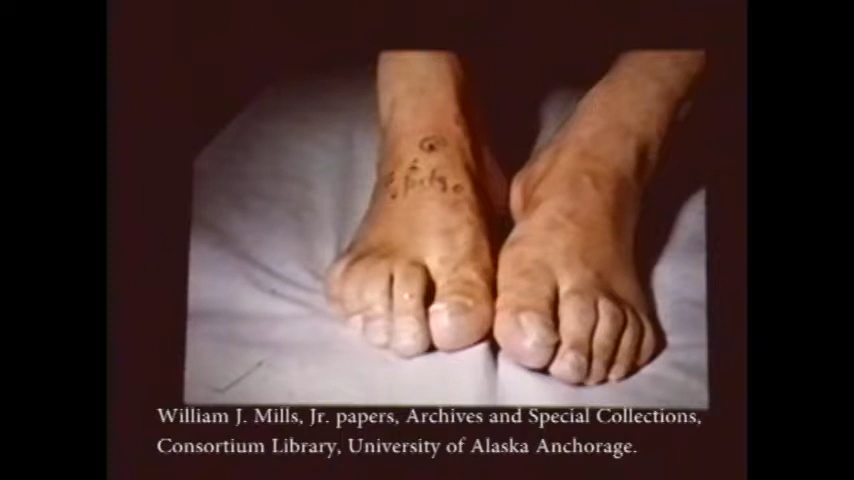 William J. Mills, Jr. papers, Archives and Special Collections,
Consortium Library, University of Alaska Anchorage.